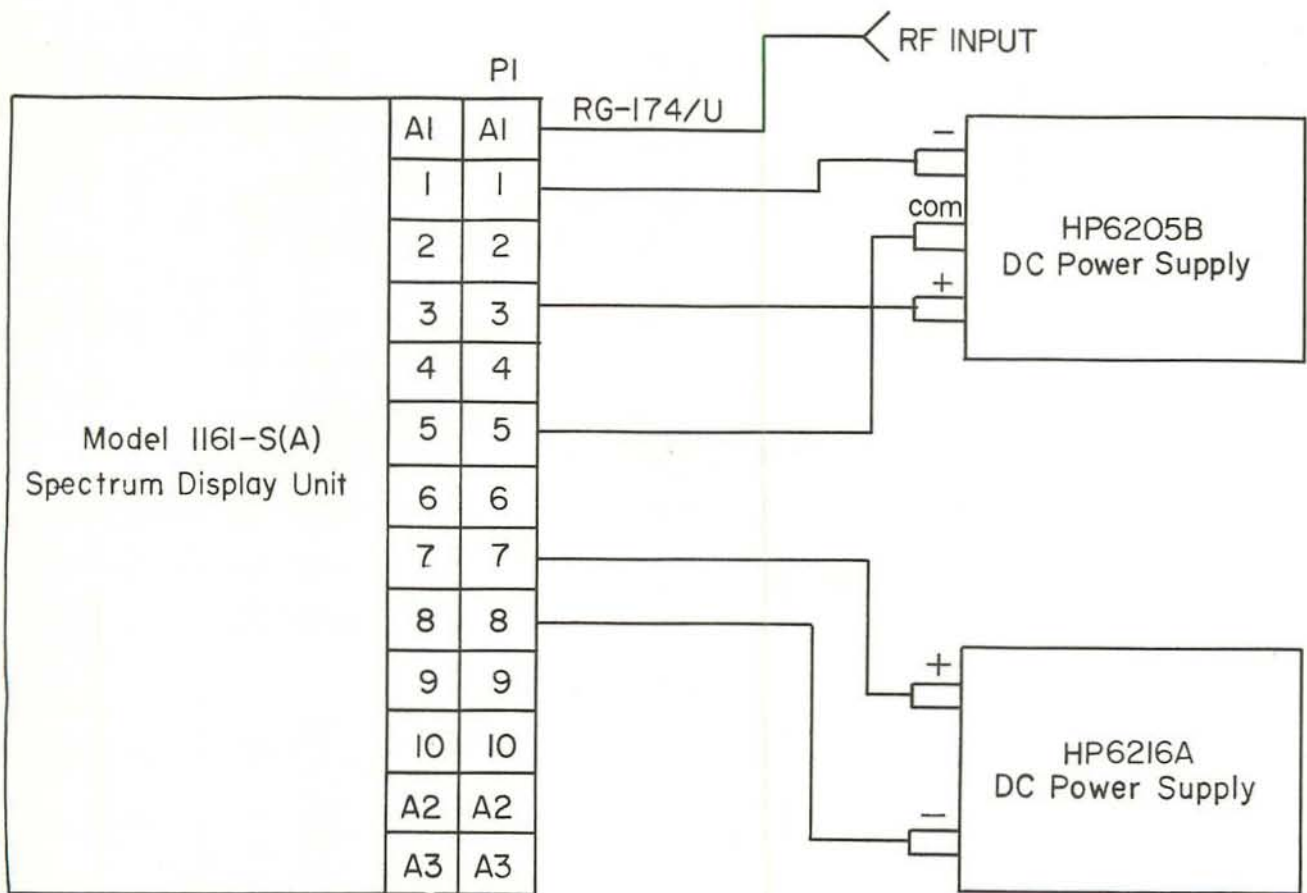 RF INPUT
P1
RG-174/U
A1 A1
1 1
2 2
3 3
4 4
5 5
6 6
7 7
8 8
9 9
10 10
A2 A2
A3 A3
Model 1161-S(A)
Spectrum Display Unit
-
com
+
HP6205B
DC Power Supply
+
-
HP6216A
DC Power Supply